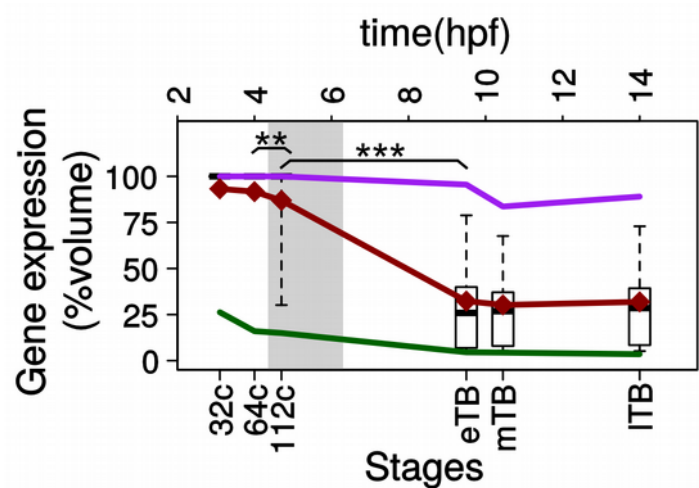 time(hpf)
2 4 6 8 10 12 14
** ***
Gene expression
(%volume)
100
75
50
25
0
32c 64c 112c eTB mTB lTB
Stages